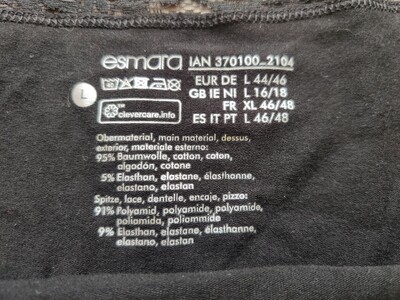 esmara IAN 370100_2104
L
EUR DE L 44/46
GB IE NI L 16/18
FR XL 46/48
ES IT PT L 46/48
clevercare.info
Obermaterial, main material, dessus,
exterior, materiale esterno:
95% Baumwolle, cotton, coton,
algodón, cotone
5% Elasthan, elastane, élasthanne,
elastano, elastan
Spitze, lace, dentelle, encaje, pizzo:
91% Polyamid, polyamide, polyamide,
poliamida, poliammide
9% Elastan, elastane, élasthanne,
elastano, elastan